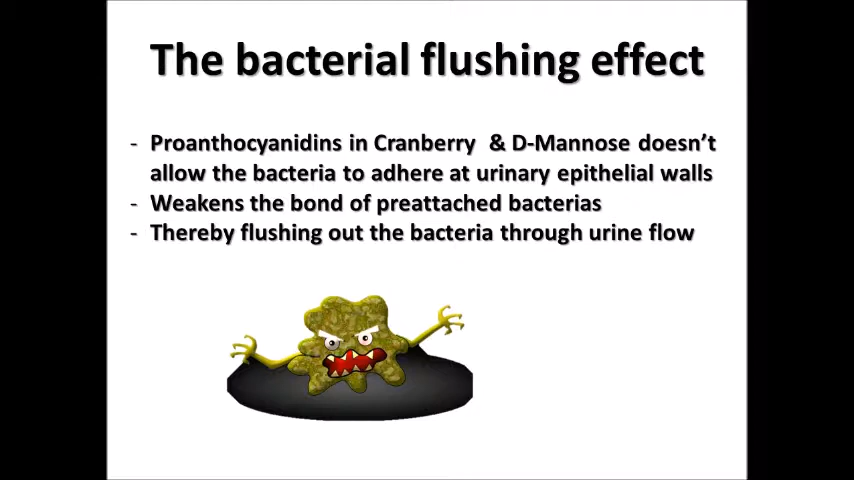 The bacterial flushing effect
- Proanthocyanidins in Cranberry & D-Mannose doesn’t
allow the bacteria to adhere at urinary epithelial walls
- Weakens the bond of preattached bacterias
- Thereby flushing out the bacteria through urine flow